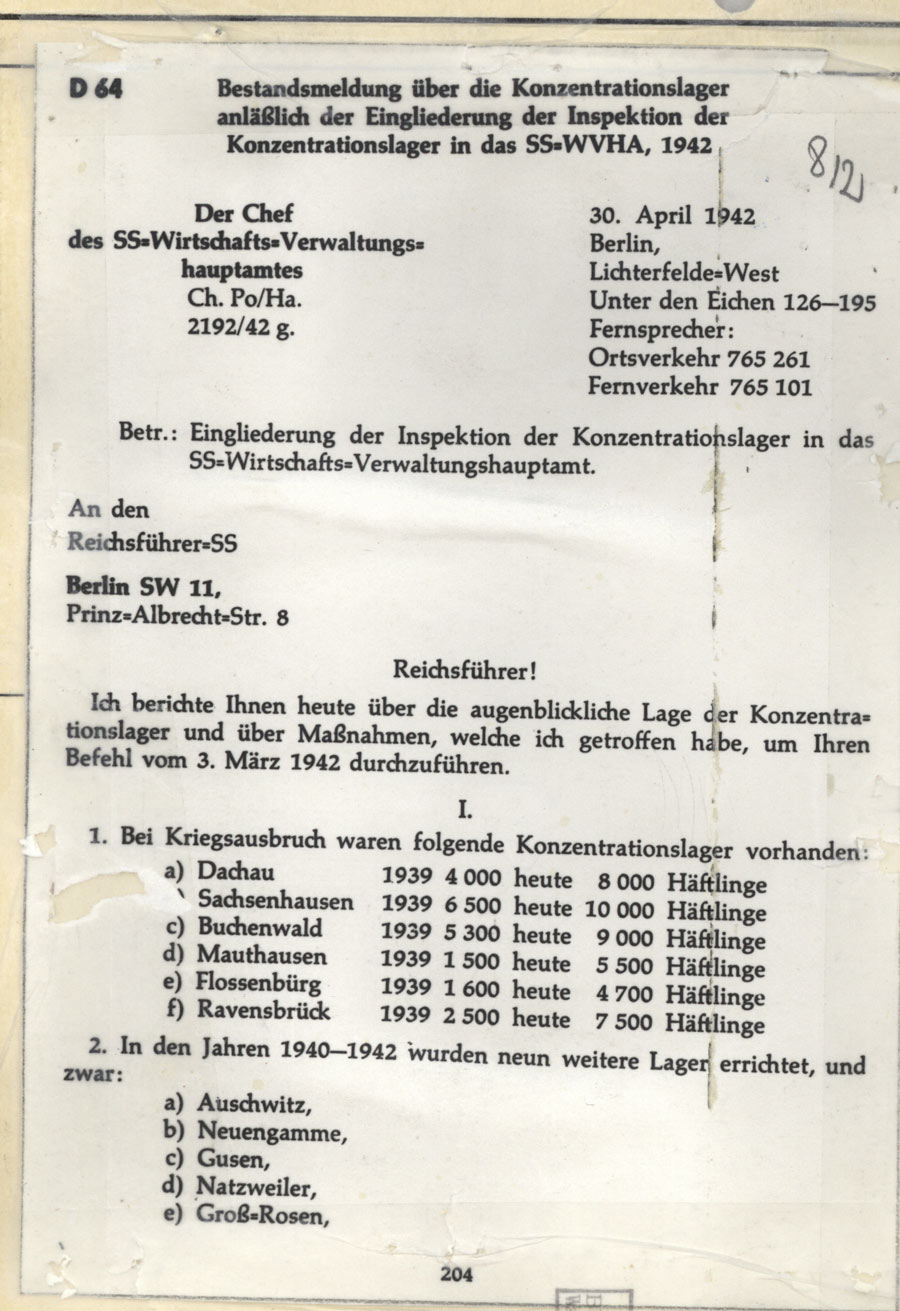 D 64
Bestandsmeldung über die Konzentrationslager
anläßlich der Eingliederung der Inspektion der
Konzentrationslager in das SS=WVHA, 1942
8/2
Der Chef
des SS=Wirtschafts=Verwaltungs=
hauptamtes
Ch. Po/Ha.
2192/42 g.
30. April 1942
Berlin,
Lichterfelde=West
Unter den Eichen 126—195
Fernsprecher:
Ortsverkehr 765 261
Fernverkehr 765 101
Betr.: Eingliederung der Inspektion der Konzentrationslager in das
SS=Wirtschafts=Verwaltungshauptamt.
An den
Reichsführer=SS
Berlin SW 11,
Prinz=Albrecht=Str. 8
Reichsführer!
Ich berichte Ihnen heute über die augenblickliche Lage der Konzentra=
tionslager und über Maßnahmen, welche ich getroffen habe, um Ihren
Befehl vom 3. März 1942 durchzuführen.
I.
1. Bei Kriegsausbruch waren folgende Konzentrationslager vorhanden:
a) Dachau 1939 4 000 heute 8 000 Häftlinge
) Sachsenhausen 1939 6 500 heute 10 000 Häftlinge
c) Buchenwald 1939 5 300 heute 9 000 Häftlinge
d) Mauthausen 1939 1 500 heute 5 500 Häftlinge
e) Flossenbürg 1939 1 600 heute 4 700 Häftlinge
f) Ravensbrück 1939 2 500 heute 7 500 Häftlinge
2. In den Jahren 1940—1942 wurden neun weitere Lager errichtet, und
zwar:
a) Auschwitz,
b) Neuengamme,
c) Gusen,
d) Natzweiler,
e) Groß=Rosen,
204